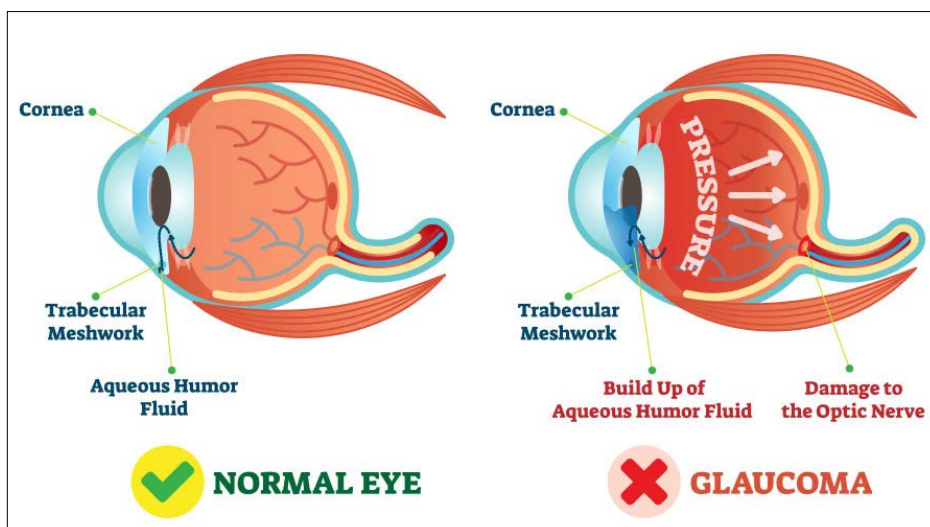 Cornea
Trabecular
Meshwork
Aqueous Humor
Fluid
NORMAL EYE
Cornea
PRESSURE
Trabecular
Meshwork
Build Up of
Aqueous Humor Fluid
Damage to
the Optic Nerve
GLAUCOMA